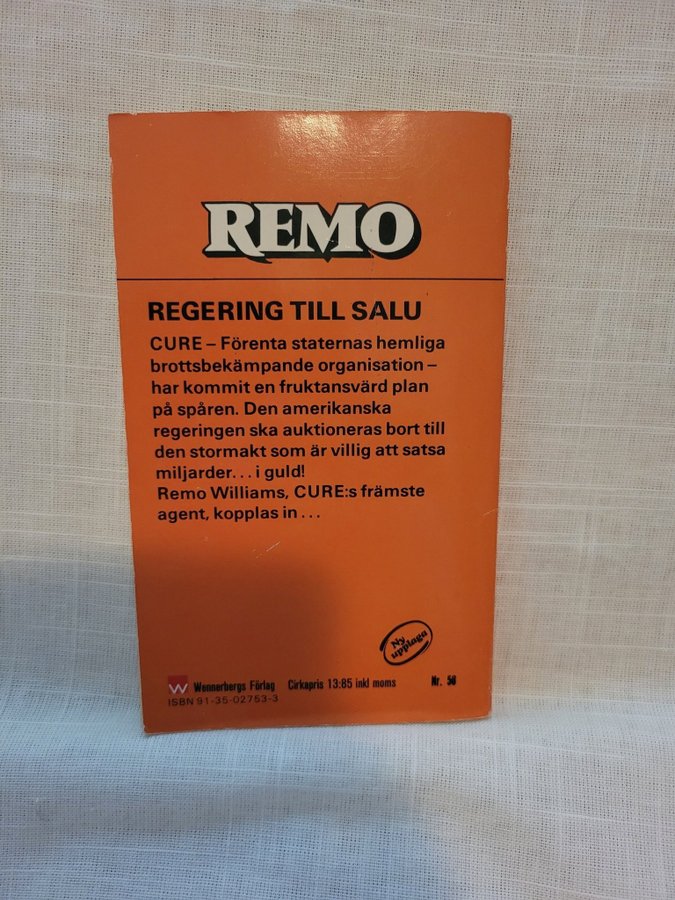 REMO
REGERING TILL SALU
CURE – Förenta staternas hemliga
brottsbekämpande organisation –
har kommit en fruktansvärd plan
på spåren. Den amerikanska
regeringen ska auktioneras bort till
den stormakt som är villig att satsa
miljarder... i guld!
Remo Williams, CURE:s främste
agent, kopplas in...
Ny
upplaga
W Wennerbergs Förlag Cirkapris 13:85 inkl moms Nr. 56
ISBN 91-35-02753-3